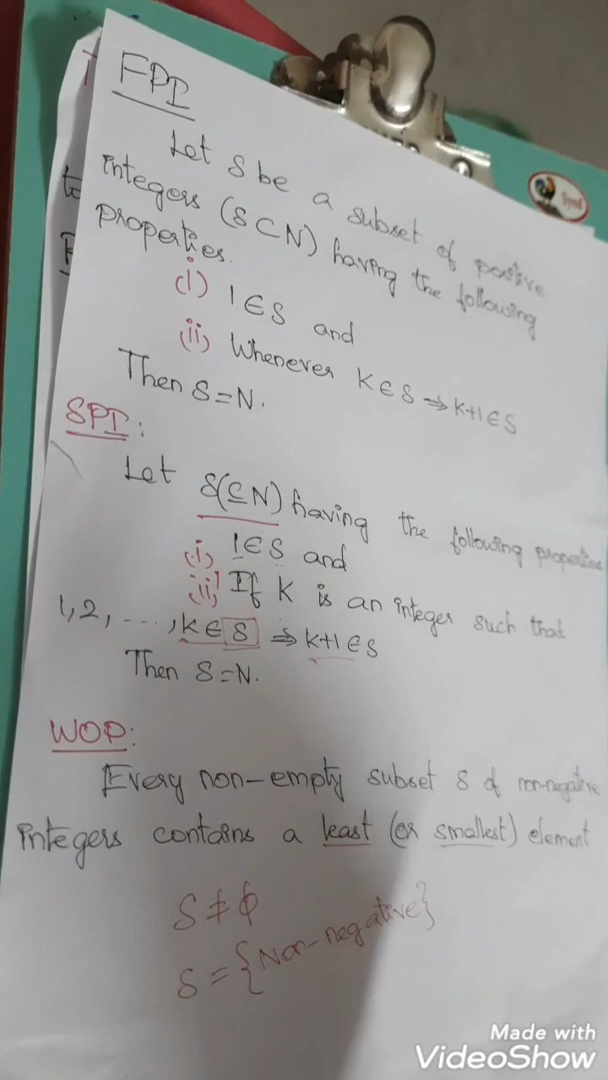 FPI
Let S be a subset of positive
integers (S⊂N) having the following
properties.
(i) 1∈S and
(ii) Whenever K∈S ⇒ K+1∈S
Then S=N.
SPI:
Let S(⊆N) having the following properties
(i) 1∈S and
(ii) If K is an integer such that
1,2, ---, K∈S ⇒ K+1∈S
Then S=N.
WOP:
Every non-empty subset S of non-negative
integers contains a least (or smallest) element
S≠ϕ
S={Non-negative}
Syed
Made with
VideoShow